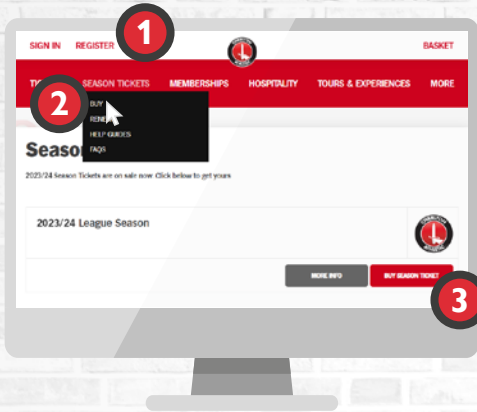 1
SIGN IN REGISTER BASKET
SEASON TICKETS MEMBERSHIPS HOSPITALITY TOURS & EXPERIENCES MORE
2
BUY
HELP GUIDES
FAQS
2023/24 Season Tickets are on sale now. Click below to get yours
2023/24 League Season
MORE INFO BUY SEASON TICKET
3